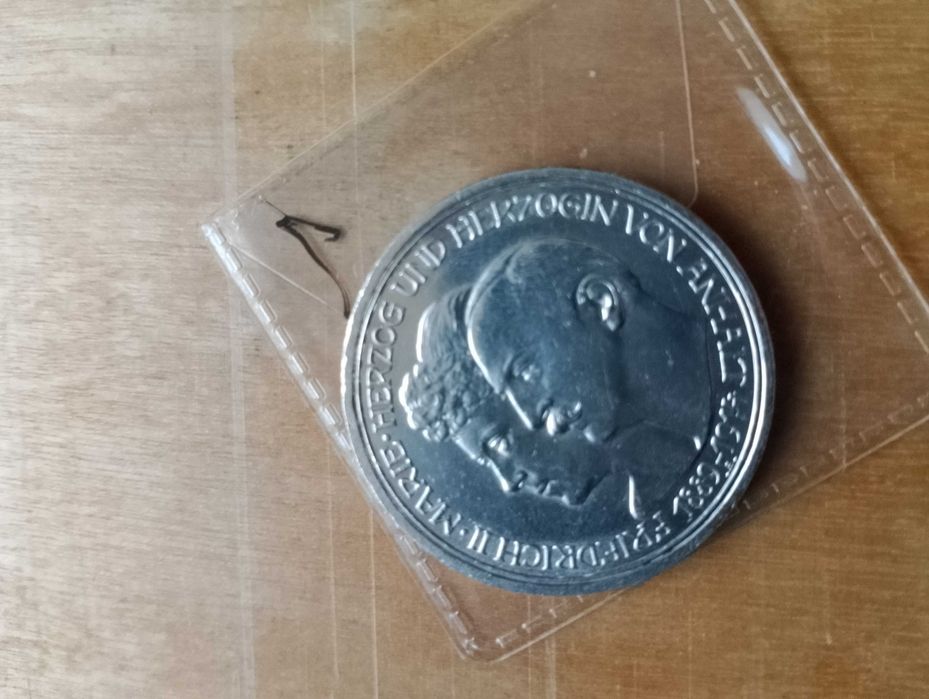 FRIEDRICH II · MARIE · HERZOG UND HERZOGIN VON ANHALT
1889 · 1914